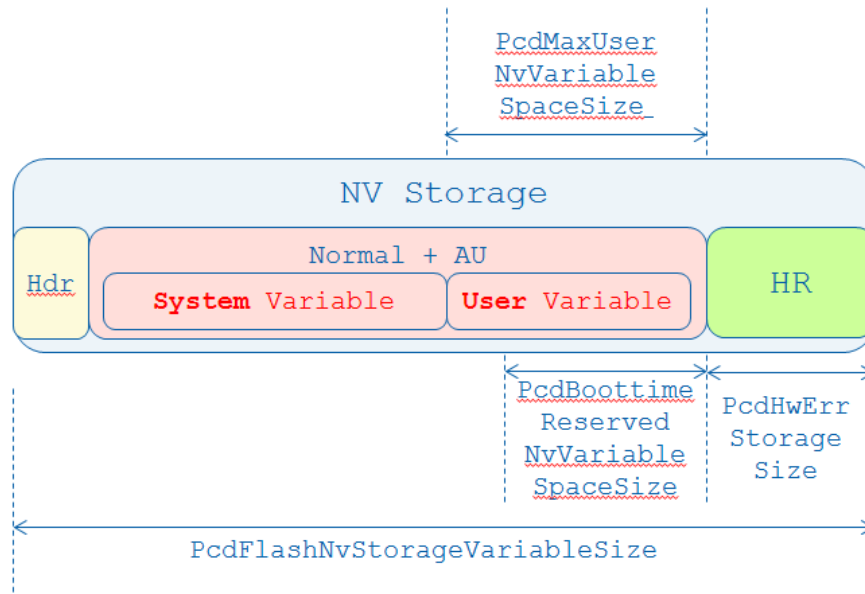 PcdMaxUser
NvVariable
SpaceSize_
NV Storage
Hdr
Normal + AU
System Variable
User Variable
HR
PcdBoottime
Reserved
NvVariable
SpaceSize
PcdHwErr
Storage
Size
PcdFlashNvStorageVariableSize